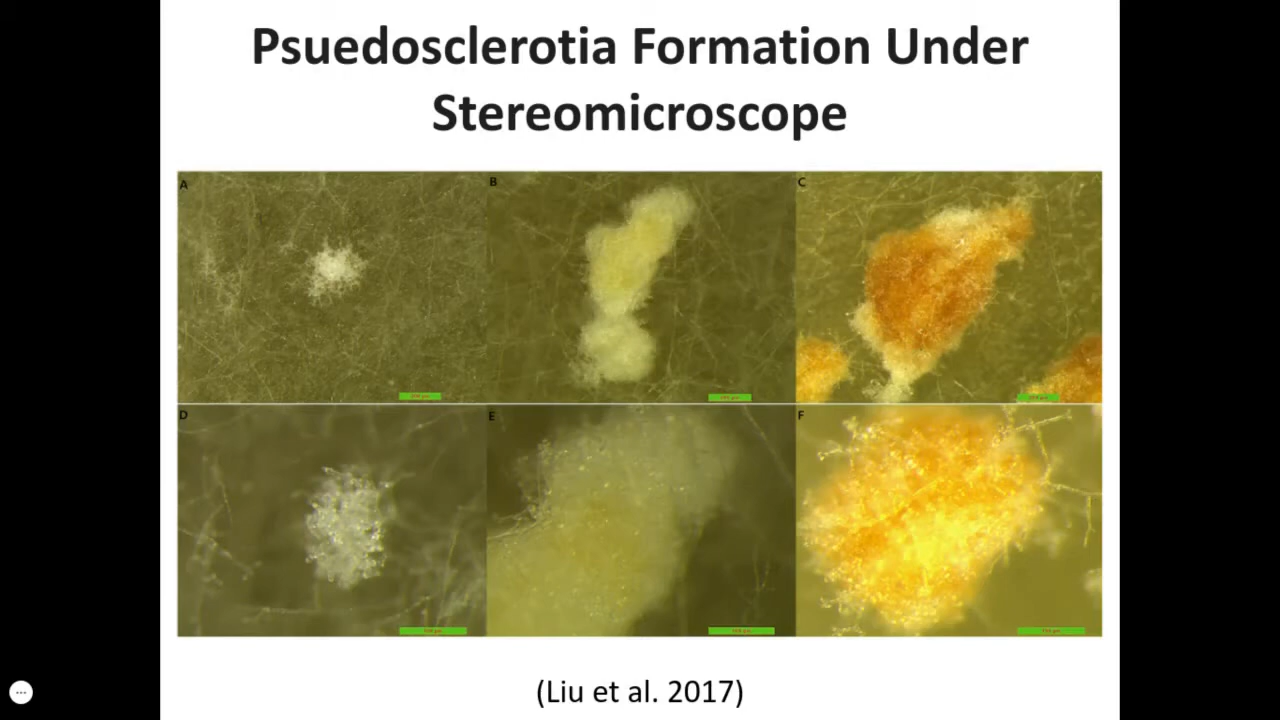 Psuedosclerotia Formation Under
Stereomicroscope
A
B
C
D
E
F
(Liu et al. 2017)